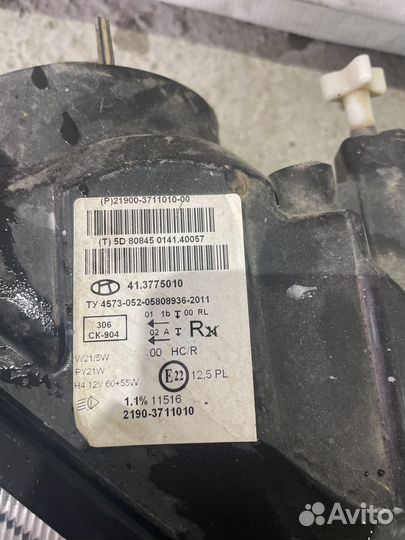 (P)21900-3711010-00
(T) 5D 80845 0141.40057
41.3775010
ТУ 4573-052-05808936-2011
306
СК-904
01 1b 00 RL
02 A
00 HC/R
W21/5W
PY21W
H4 12V 60+55W
E22 12,5 PL
1,1% 11516
2190-3711010
Avito